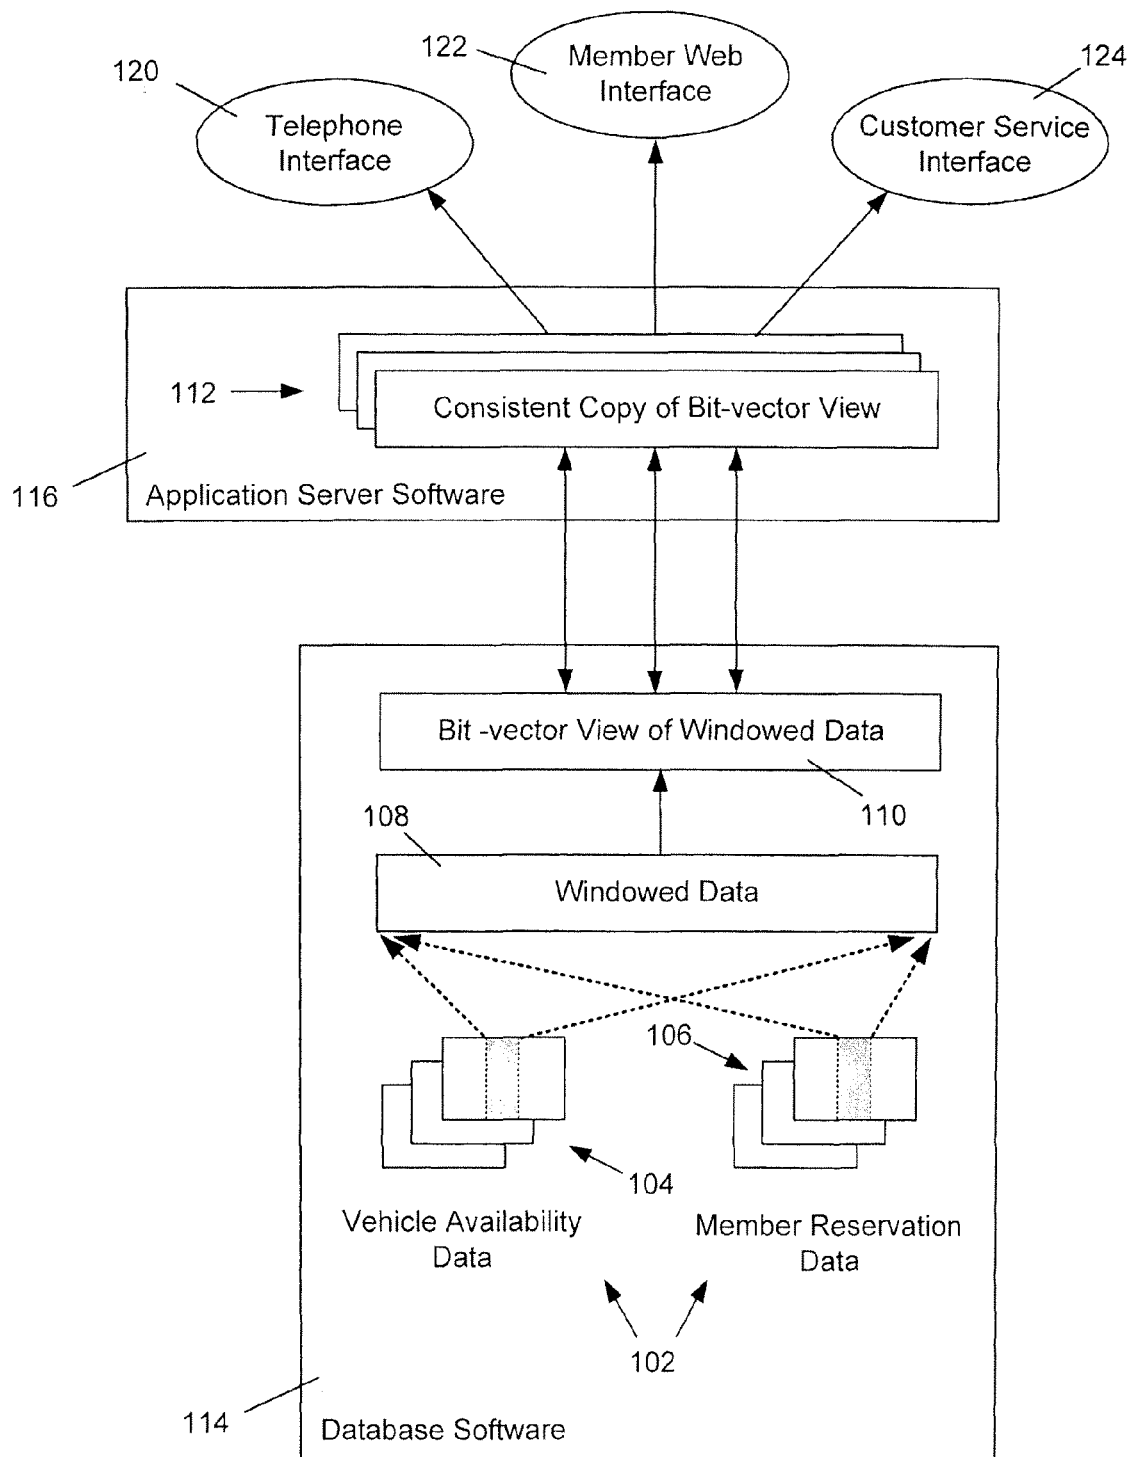 122
Member Web
Interface
120
124
Telephone
Interface
Customer Service
Interface
112
Consistent Copy of Bit-vector View
116
Application Server Software
Bit -vector View of Windowed Data
110
108
Windowed Data
106
104
Vehicle Availability
Data
Member Reservation
Data
102
114
Database Software